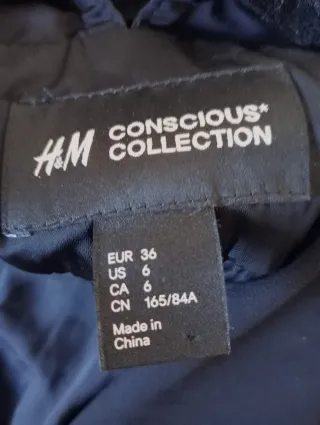 H&M CONSCIOUS*
COLLECTION
EUR 36
US 6
CA 6
CN 165/84A
Made in
China